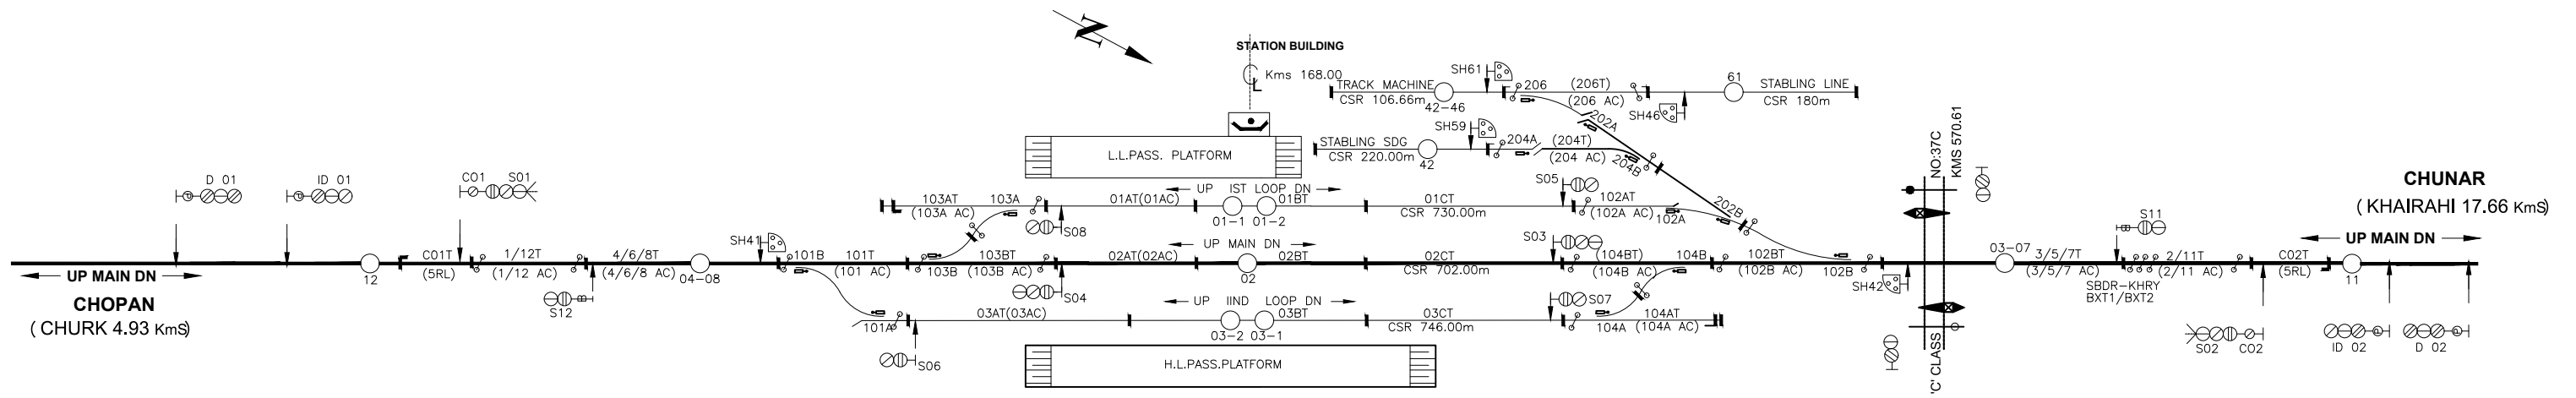 N
STATION BUILDING
C
L
Kms 168.00
TRACK MACHINE
CSR 106.66m
42-46
SH61
206
(206T)
(206 AC)
SH46
61
STABLING LINE
CSR 180m
202A
STABLING SDG
CSR 220.00m
42
SH59
204A
(204T)
(204 AC)
204B
L.L.PASS. PLATFORM
NO:37C
KMS 570.61
D 01
ID 01
CO1
S01
103AT
(103A AC)
103A
S08
01AT(01AC)
UP IST LOOP DN
01-1
01-2
01BT
01CT
CSR 730.00m
S05
102AT
(102A AC)
102A
202B
S11
CHUNAR
( KHAIRAHI 17.66 KmS)
UP MAIN DN
UP MAIN DN
CHOPAN
( CHURK 4.93 KmS)
12
C01T
(5RL)
1/12T
(1/12 AC)
S12
4/6/8T
(4/6/8 AC)
04-08
SH41
101B
101T
(101 AC)
103B
103BT
(103B AC)
S04
02AT(02AC)
UP MAIN DN
02
02BT
02CT
CSR 702.00m
S03
(104BT)
(104B AC)
104B
102BT
(102B AC)
102B
SH42
03-07
3/5/7T
(3/5/7 AC)
SBDR-KHRY
BXT1/BXT2
2/11T
(2/11 AC)
C02T
(5RL)
11
101A
S06
03AT(03AC)
UP IIND LOOP DN
03-2
03-1
03BT
03CT
CSR 746.00m
S07
104A
104AT
(104A AC)
H.L.PASS.PLATFORM
'C' CLASS
S02
CO2
ID 02
D 02